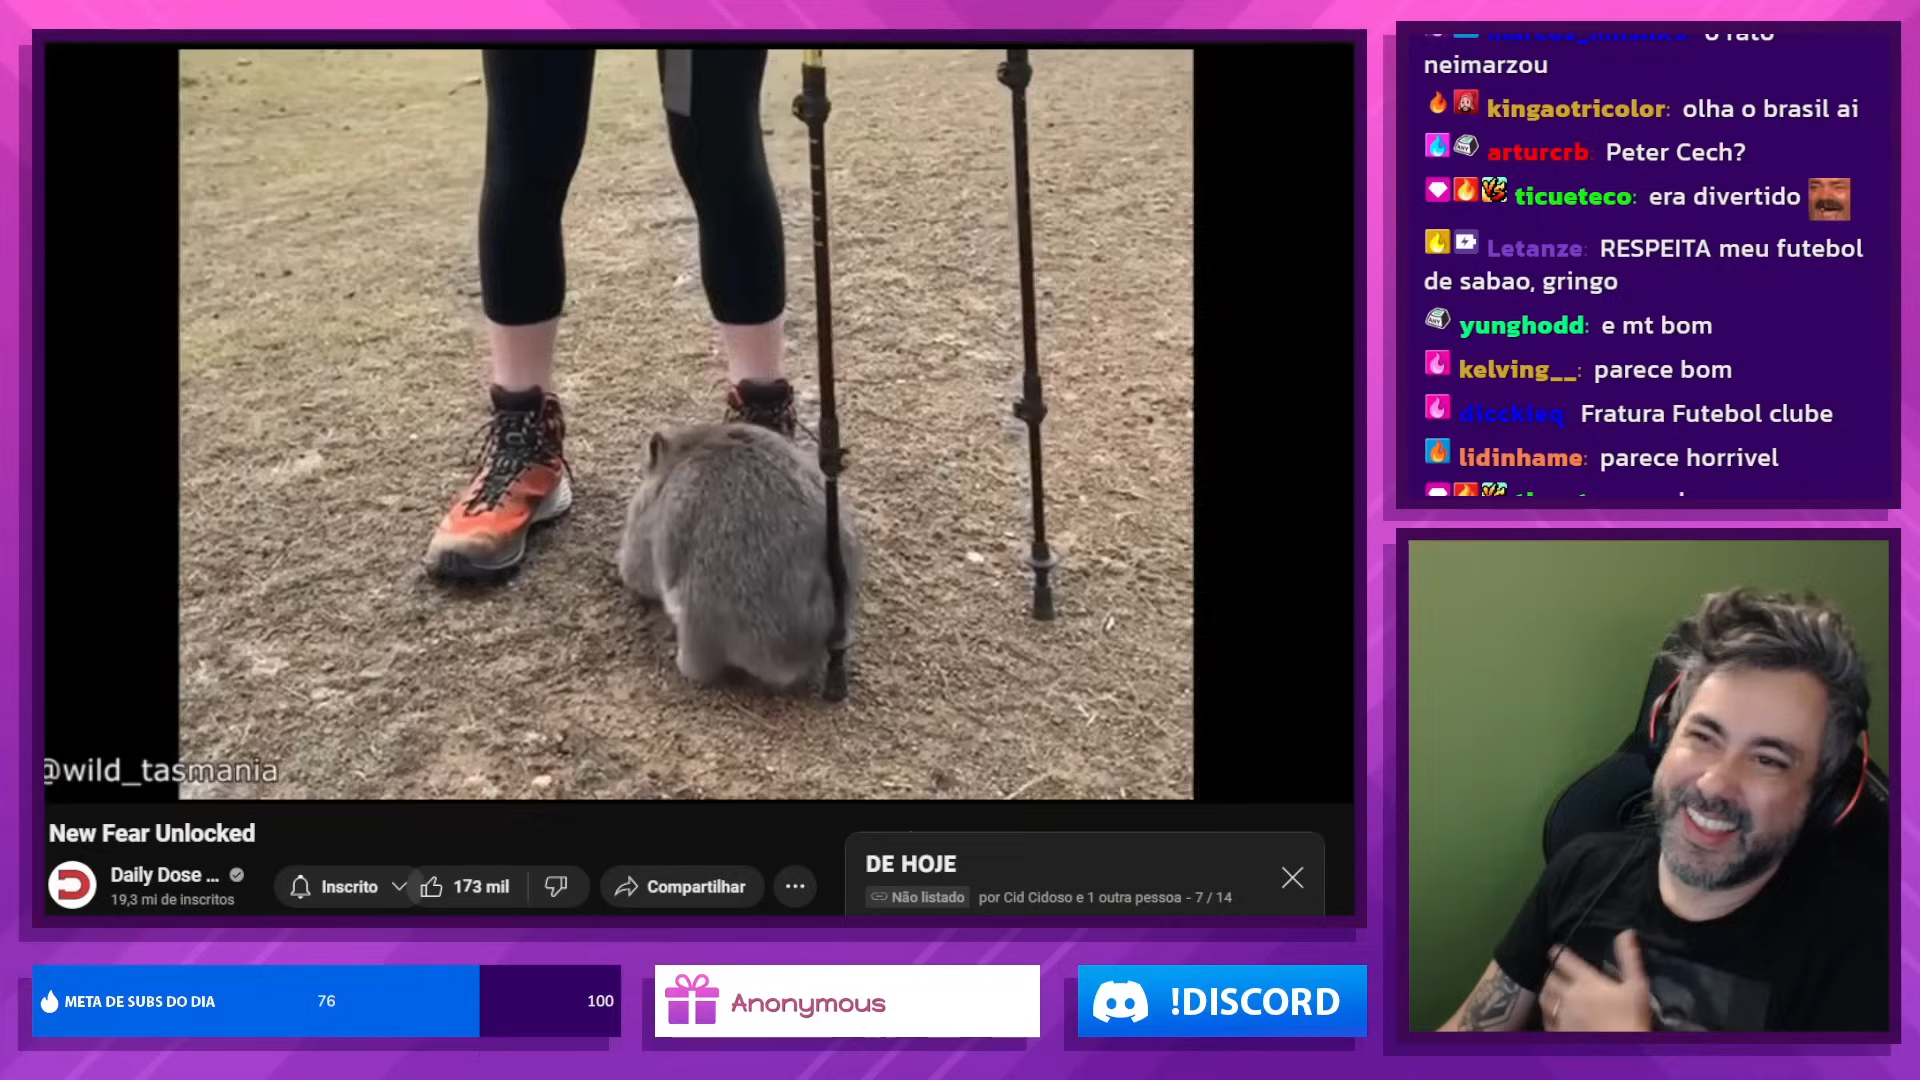 @wild_tasmania
New Fear Unlocked
Daily Dose ...
19,3 mi de inscritos
Inscrito
173 mil
Compartilhar
DE HOJE
Não listado por Cid Cidoso e 1 outra pessoa - 7 / 14
META DE SUBS DO DIA 76 100
Anonymous
!DISCORD
o fato
neimarzou
kingaotricolor: olha o brasil ai
arturcrb: Peter Cech?
ticueteco: era divertido
Letanze: RESPEITA meu futebol
de sabao, gringo
yunghodd: e mt bom
kelving__: parece bom
dicckieq: Fratura Futebol clube
lidinhame: parece horrivel